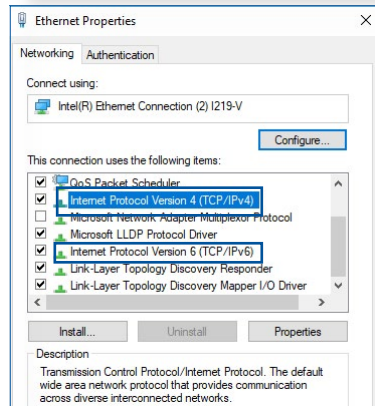 Ethernet Properties
Networking Authentication
Connect using:
Intel(R) Ethernet Connection (2) I219-V
Configure...
This connection uses the following items:
QoS Packet Scheduler
Internet Protocol Version 4 (TCP/IPv4)
Microsoft Network Adapter Multiplexor Protocol
Microsoft LLDP Protocol Driver
Internet Protocol Version 6 (TCP/IPv6)
Link-Layer Topology Discovery Responder
Link-Layer Topology Discovery Mapper I/O Driver
Install... Uninstall Properties
Description
Transmission Control Protocol/Internet Protocol. The default
wide area network protocol that provides communication
across diverse interconnected networks.